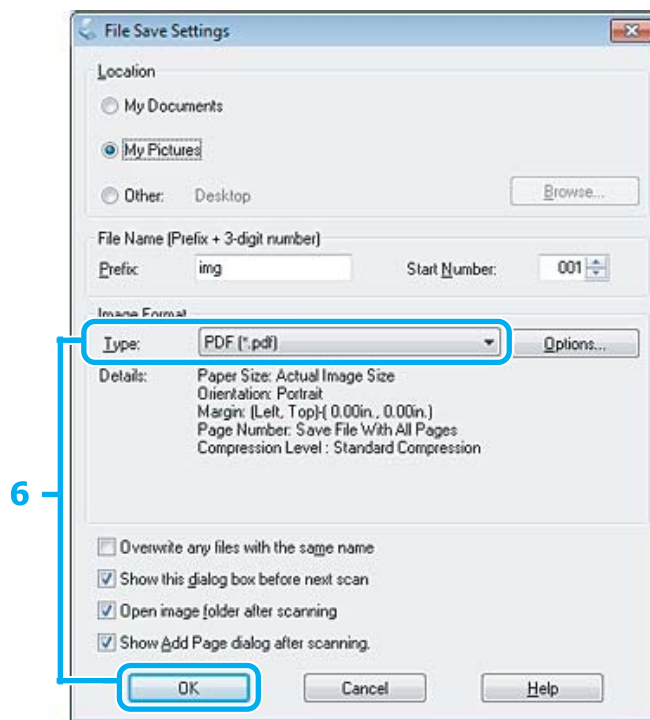 File Save Settings
Location
My Documents
My Pictures
Other: Desktop Browse...
File Name (Prefix + 3-digit number)
Prefix: img Start Number: 001
Image Format
Type: PDF (*.pdf) Options...
Details: Paper Size: Actual Image Size
Orientation: Portrait
Margin: (Left, Top)-( 0.00in., 0.00in.)
Page Number: Save File With All Pages
Compression Level : Standard Compression
6
Overwrite any files with the same name
Show this dialog box before next scan
Open image folder after scanning
Show Add Page dialog after scanning.
OK Cancel Help